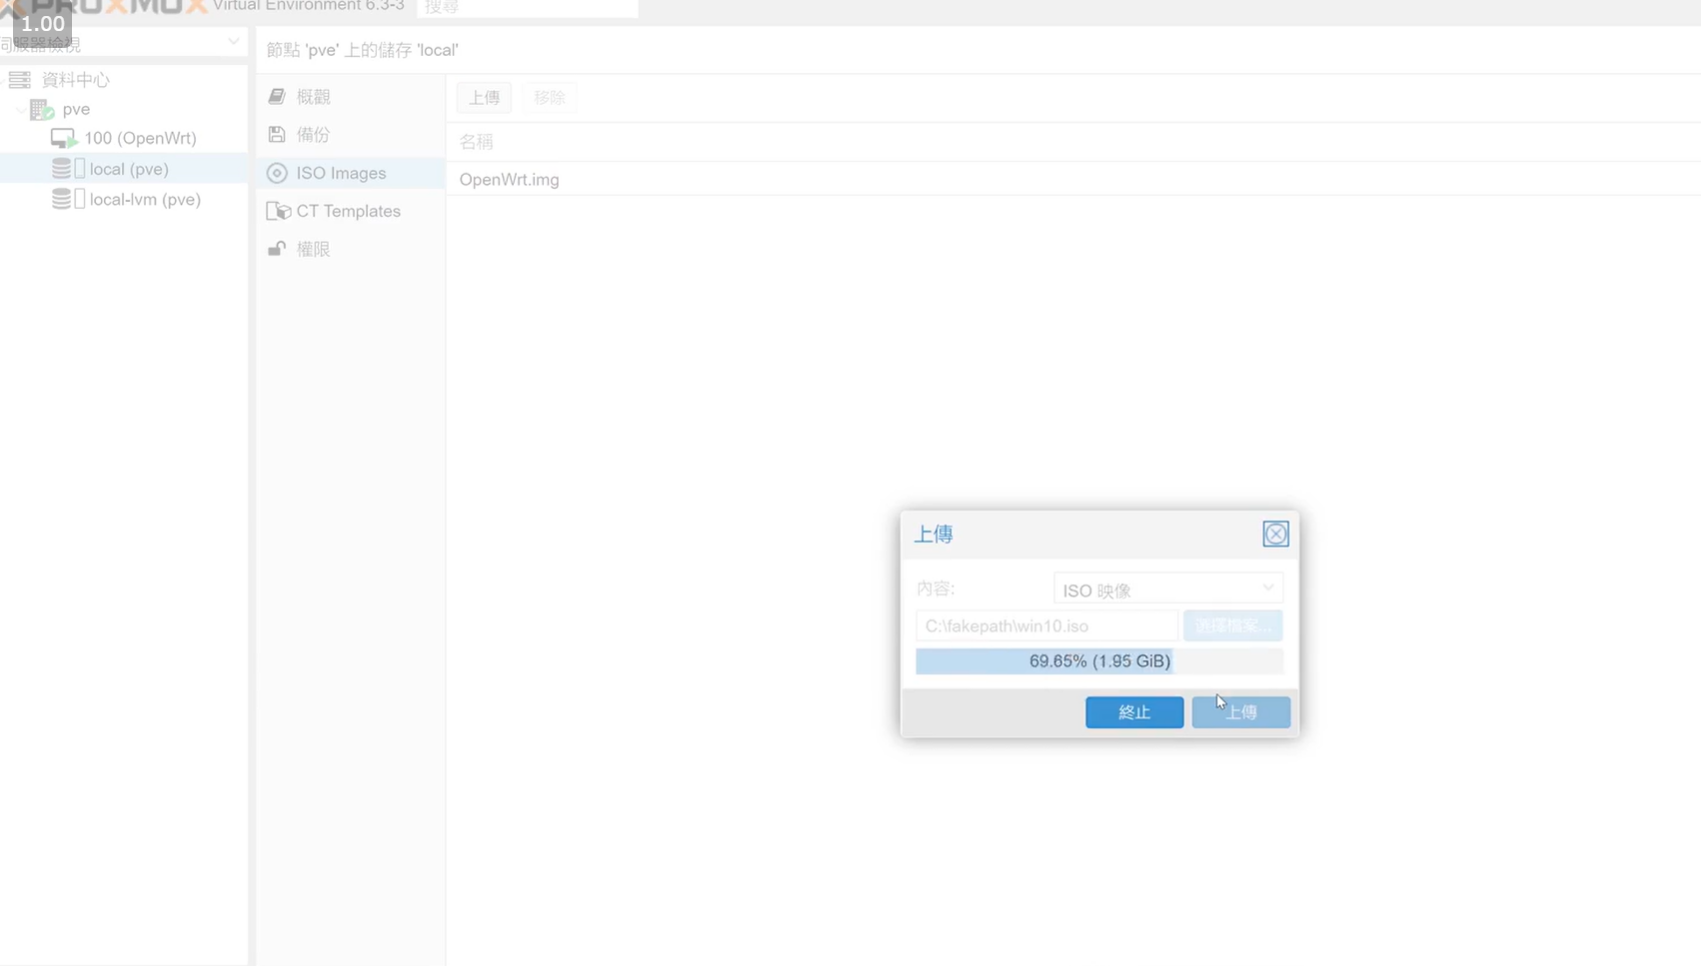 PROXMOX Virtual Environment 6.3-3 搜尋
1.00
伺服器檢視
節點 'pve' 上的儲存 'local'
資料中心
pve
100 (OpenWrt)
local (pve)
local-lvm (pve)
概觀
備份
ISO Images
CT Templates
權限
上傳 移除
名稱
OpenWrt.img
上傳
內容: ISO 映像
C:\fakepath\win10.iso 選擇檔案...
69.65% (1.95 GiB)
終止 上傳